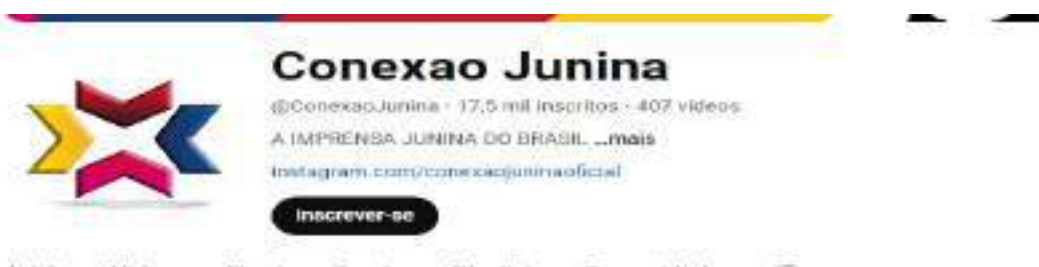 Conexao Junina
@ConexaoJunina · 17,5 mil inscritos · 407 vídeos
A IMPRENSA JUNINA DO BRASIL ...mais
instagram.com/conexaojuninaoficial
Inscrever-se